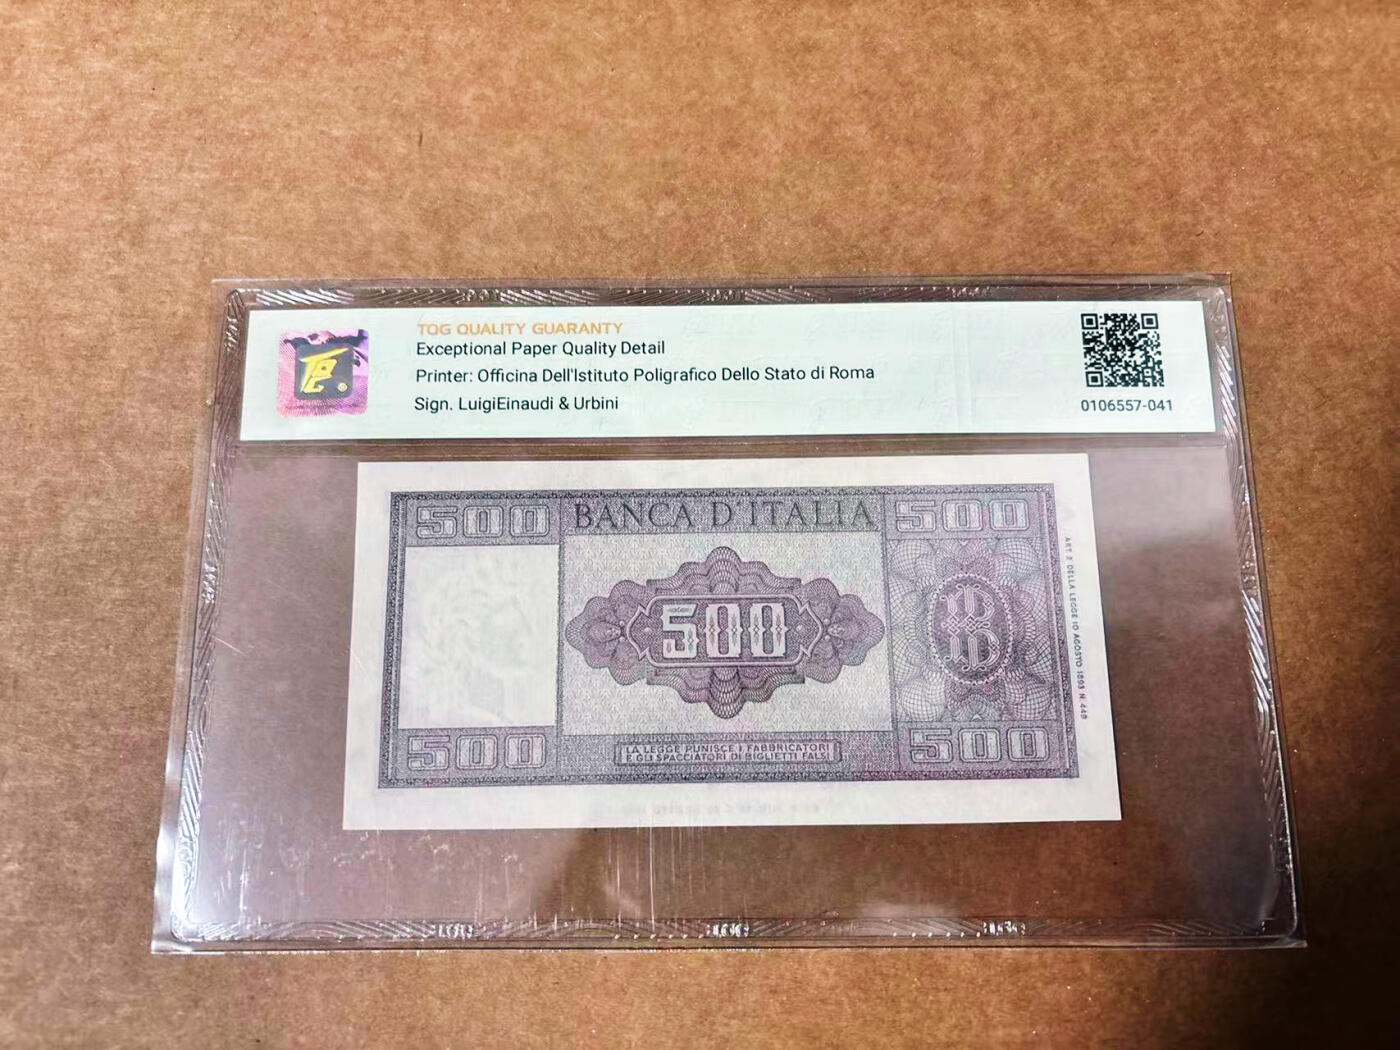 TQG QUALITY GUARANTY
Exceptional Paper Quality Detail
Printer: Officina Dell'Istituto Poligrafico Dello Stato di Roma
Sign. LuigiEinaudi & Urbini
0106557-041
500
BANCA D'ITALIA
500
500
ART. 2 DELLA LEGGE 10 AGOSTO 1893 N. 449
500
LA LEGGE PUNISCE I FABBRICATORI
E GLI SPACCIATORI DI BIGLIETTI FALSI
500